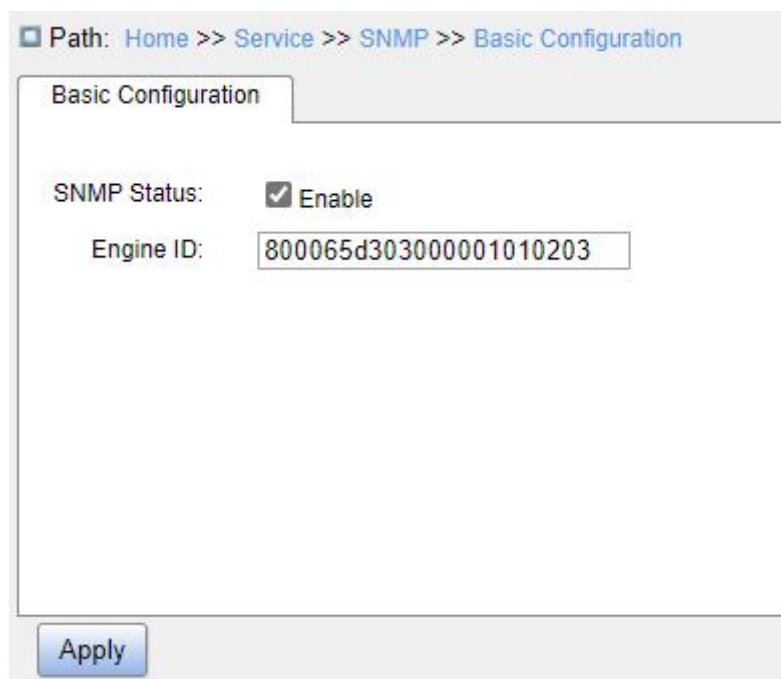 Path: Home >> Service >> SNMP >> Basic Configuration
Basic Configuration
SNMP Status: Enable
Engine ID: 800065d303000001010203
Apply